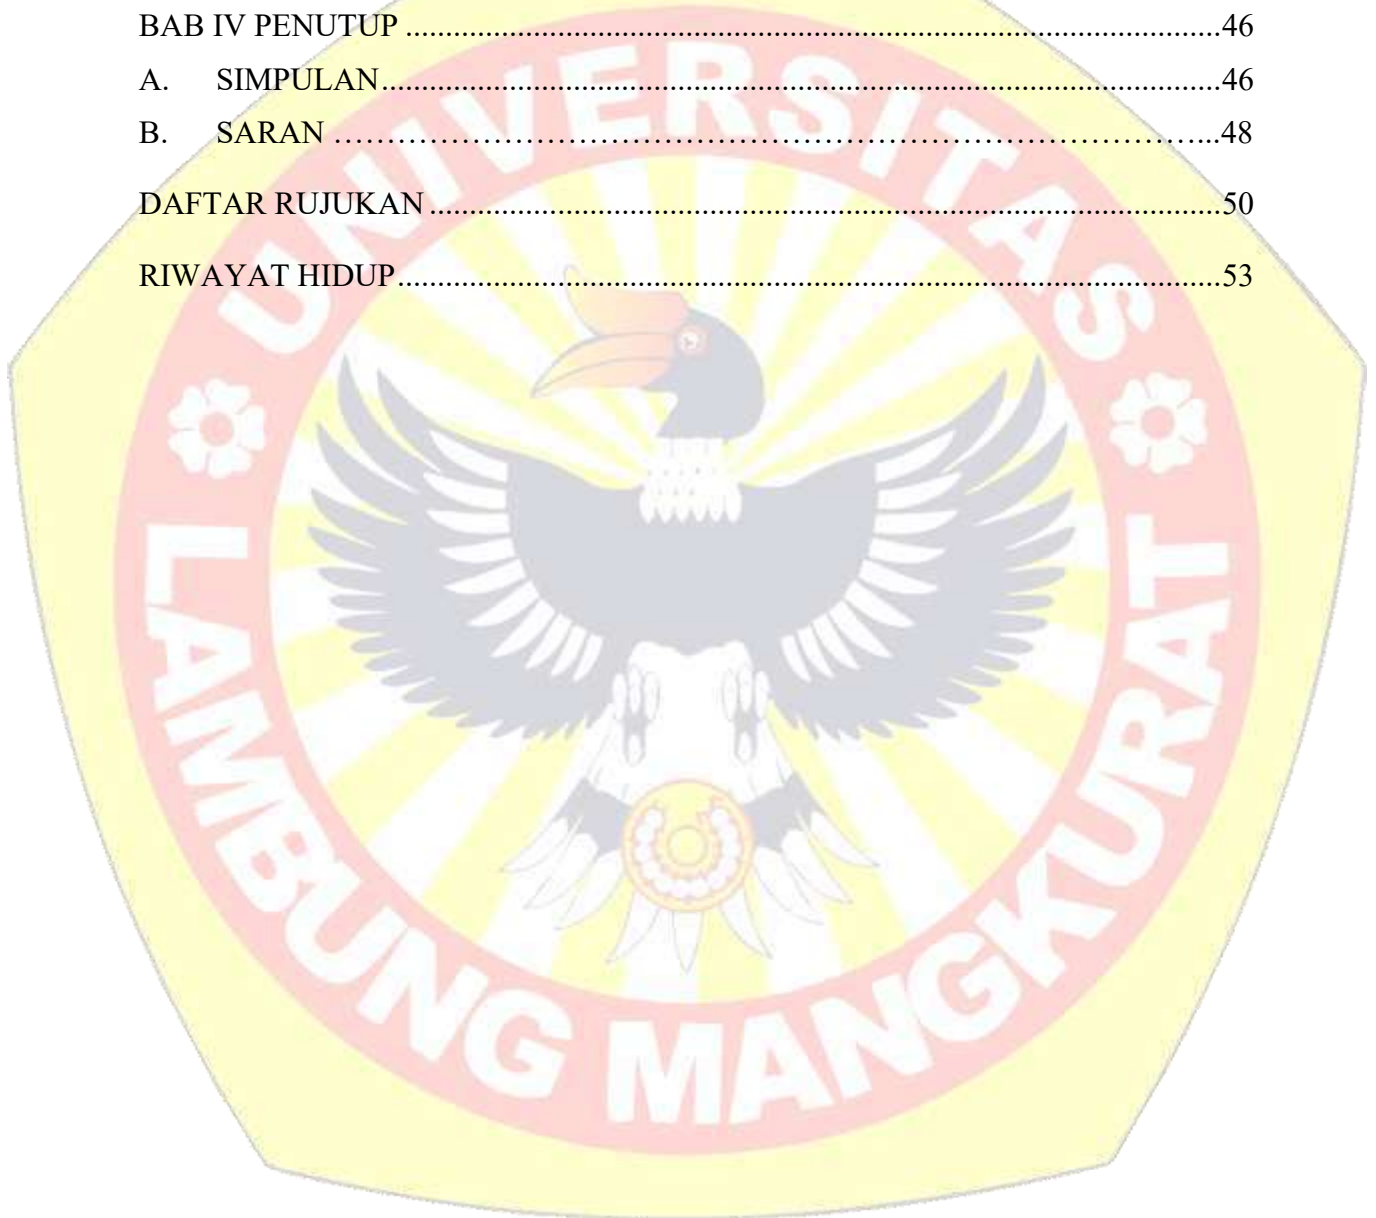 BAB IV PENUTUP ....................................................................................................46
A. SIMPULAN.......................................................................................................46
B. SARAN …………………………………………………………………………...48
DAFTAR RUJUKAN .................................................................................................50
RIWAYAT HIDUP.....................................................................................................53
UNIVERSITAS
LAMBUNG MANGKURAT